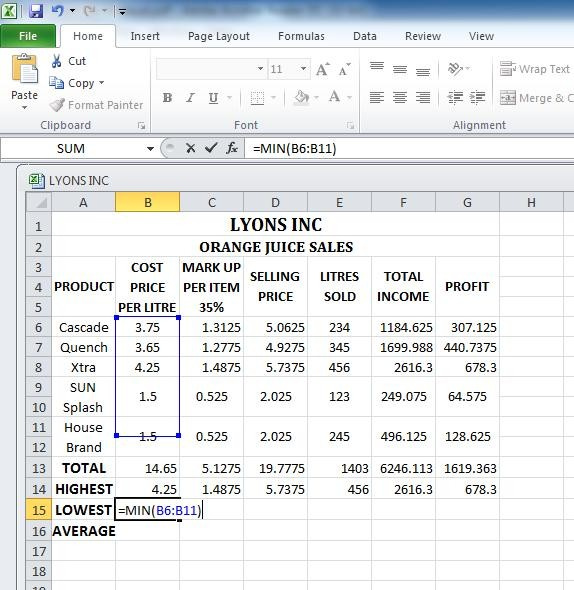 File Home Insert Page Layout Formulas Data Review View
Paste Cut
Copy
Format Painter
11 A A Wrap Text
B I U A Merge & C
Clipboard Font Alignment
SUM fx =MIN(B6:B11)
LYONS INC
A B C D E F G H
1 LYONS INC
2 ORANGE JUICE SALES
3 COST MARK UP
4 PRODUCT PRICE PER ITEM SELLING PRICE LITRES SOLD TOTAL INCOME PROFIT
5 PER LITRE 35%
6 Cascade 3.75 1.3125 5.0625 234 1184.625 307.125
7 Quench 3.65 1.2775 4.9275 345 1699.988 440.7375
8 Xtra 4.25 1.4875 5.7375 456 2616.3 678.3
9 SUN
10 Splash 1.5 0.525 2.025 123 249.075 64.575
11 House
12 Brand 1.5 0.525 2.025 245 496.125 128.625
13 TOTAL 14.65 5.1275 19.7775 1403 6246.113 1619.363
14 HIGHEST 4.25 1.4875 5.7375 456 2616.3 678.3
15 LOWEST =MIN(B6:B11)
16 AVERAGE
17
18